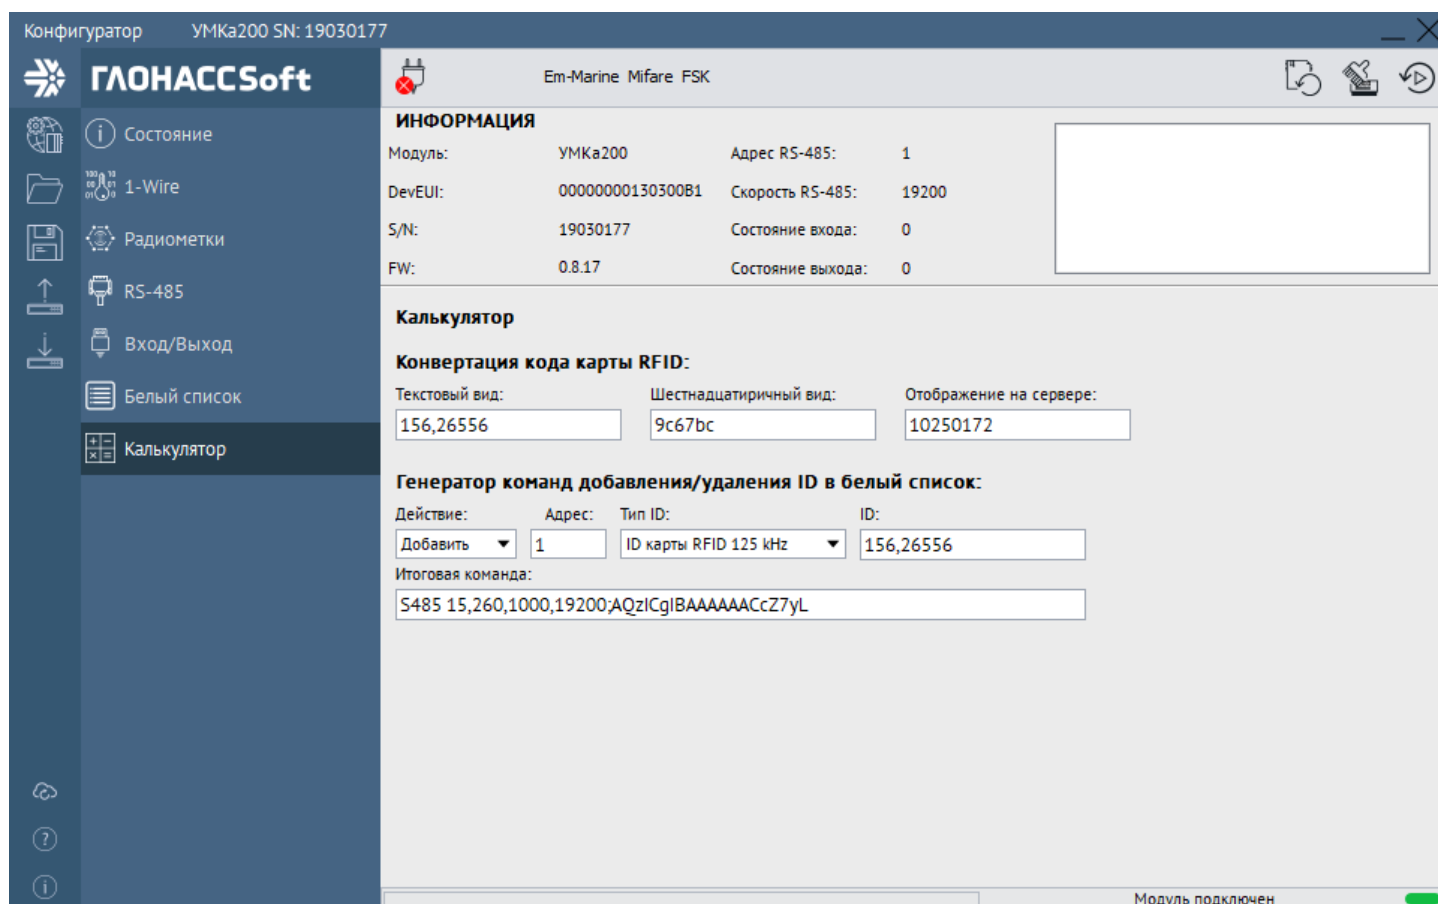 Конфигуратор УМКа200 SN: 19030177
ГЛОНАССSoft
Em-Marine Mifare FSK
Состояние
1-Wire
Радиометки
RS-485
Вход/Выход
Белый список
Калькулятор
ИНФОРМАЦИЯ
Модуль: УМКа200 Адрес RS-485: 1
DevEUI: 00000000130300B1 Скорость RS-485: 19200
S/N: 19030177 Состояние входа: 0
FW: 0.8.17 Состояние выхода: 0
Калькулятор
Конвертация кода карты RFID:
Текстовый вид: Шестнадцатиричный вид: Отображение на сервере:
156,26556 9c67bc 10250172
Генератор команд добавления/удаления ID в белый список:
Действие: Адрес: Тип ID: ID:
Добавить 1 ID карты RFID 125 kHz 156,26556
Итоговая команда:
S485 15,260,1000,19200;AQzICgIBAAAAAACcZ7yL
Модуль подключен